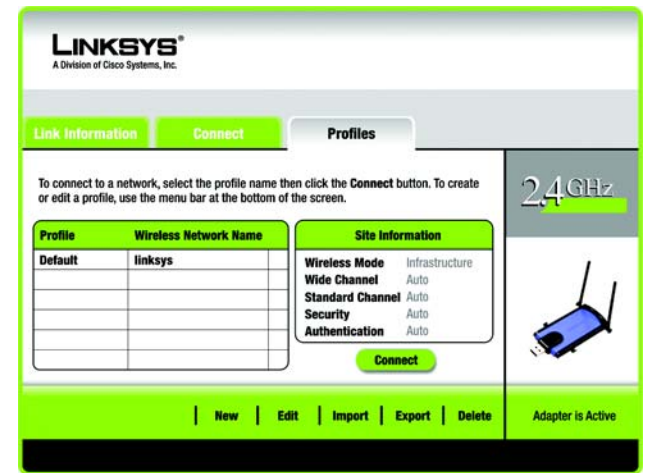 LINKSYS®
A Division of Cisco Systems, Inc.
Link Information
Connect
Profiles
To connect to a network, select the profile name then click the Connect button. To create
or edit a profile, use the menu bar at the bottom of the screen.
2.4GHz
Profile Wireless Network Name
Default linksys
Site Information
Wireless Mode Infrastructure
Wide Channel Auto
Standard Channel Auto
Security Auto
Authentication Auto
Connect
New | Edit | Import | Export | Delete
Adapter is Active